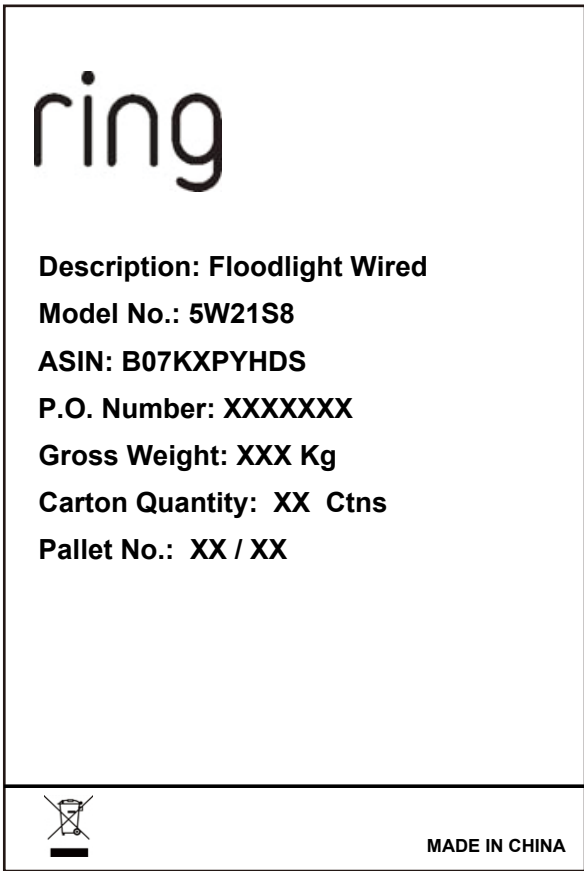 ring
Description: Floodlight Wired
Model No.: 5W21S8
ASIN: B07KXPYHDS
P.O. Number: XXXXXXX
Gross Weight: XXX Kg
Carton Quantity:  XX  Ctns
Pallet No.:  XX / XX
MADE IN CHINA